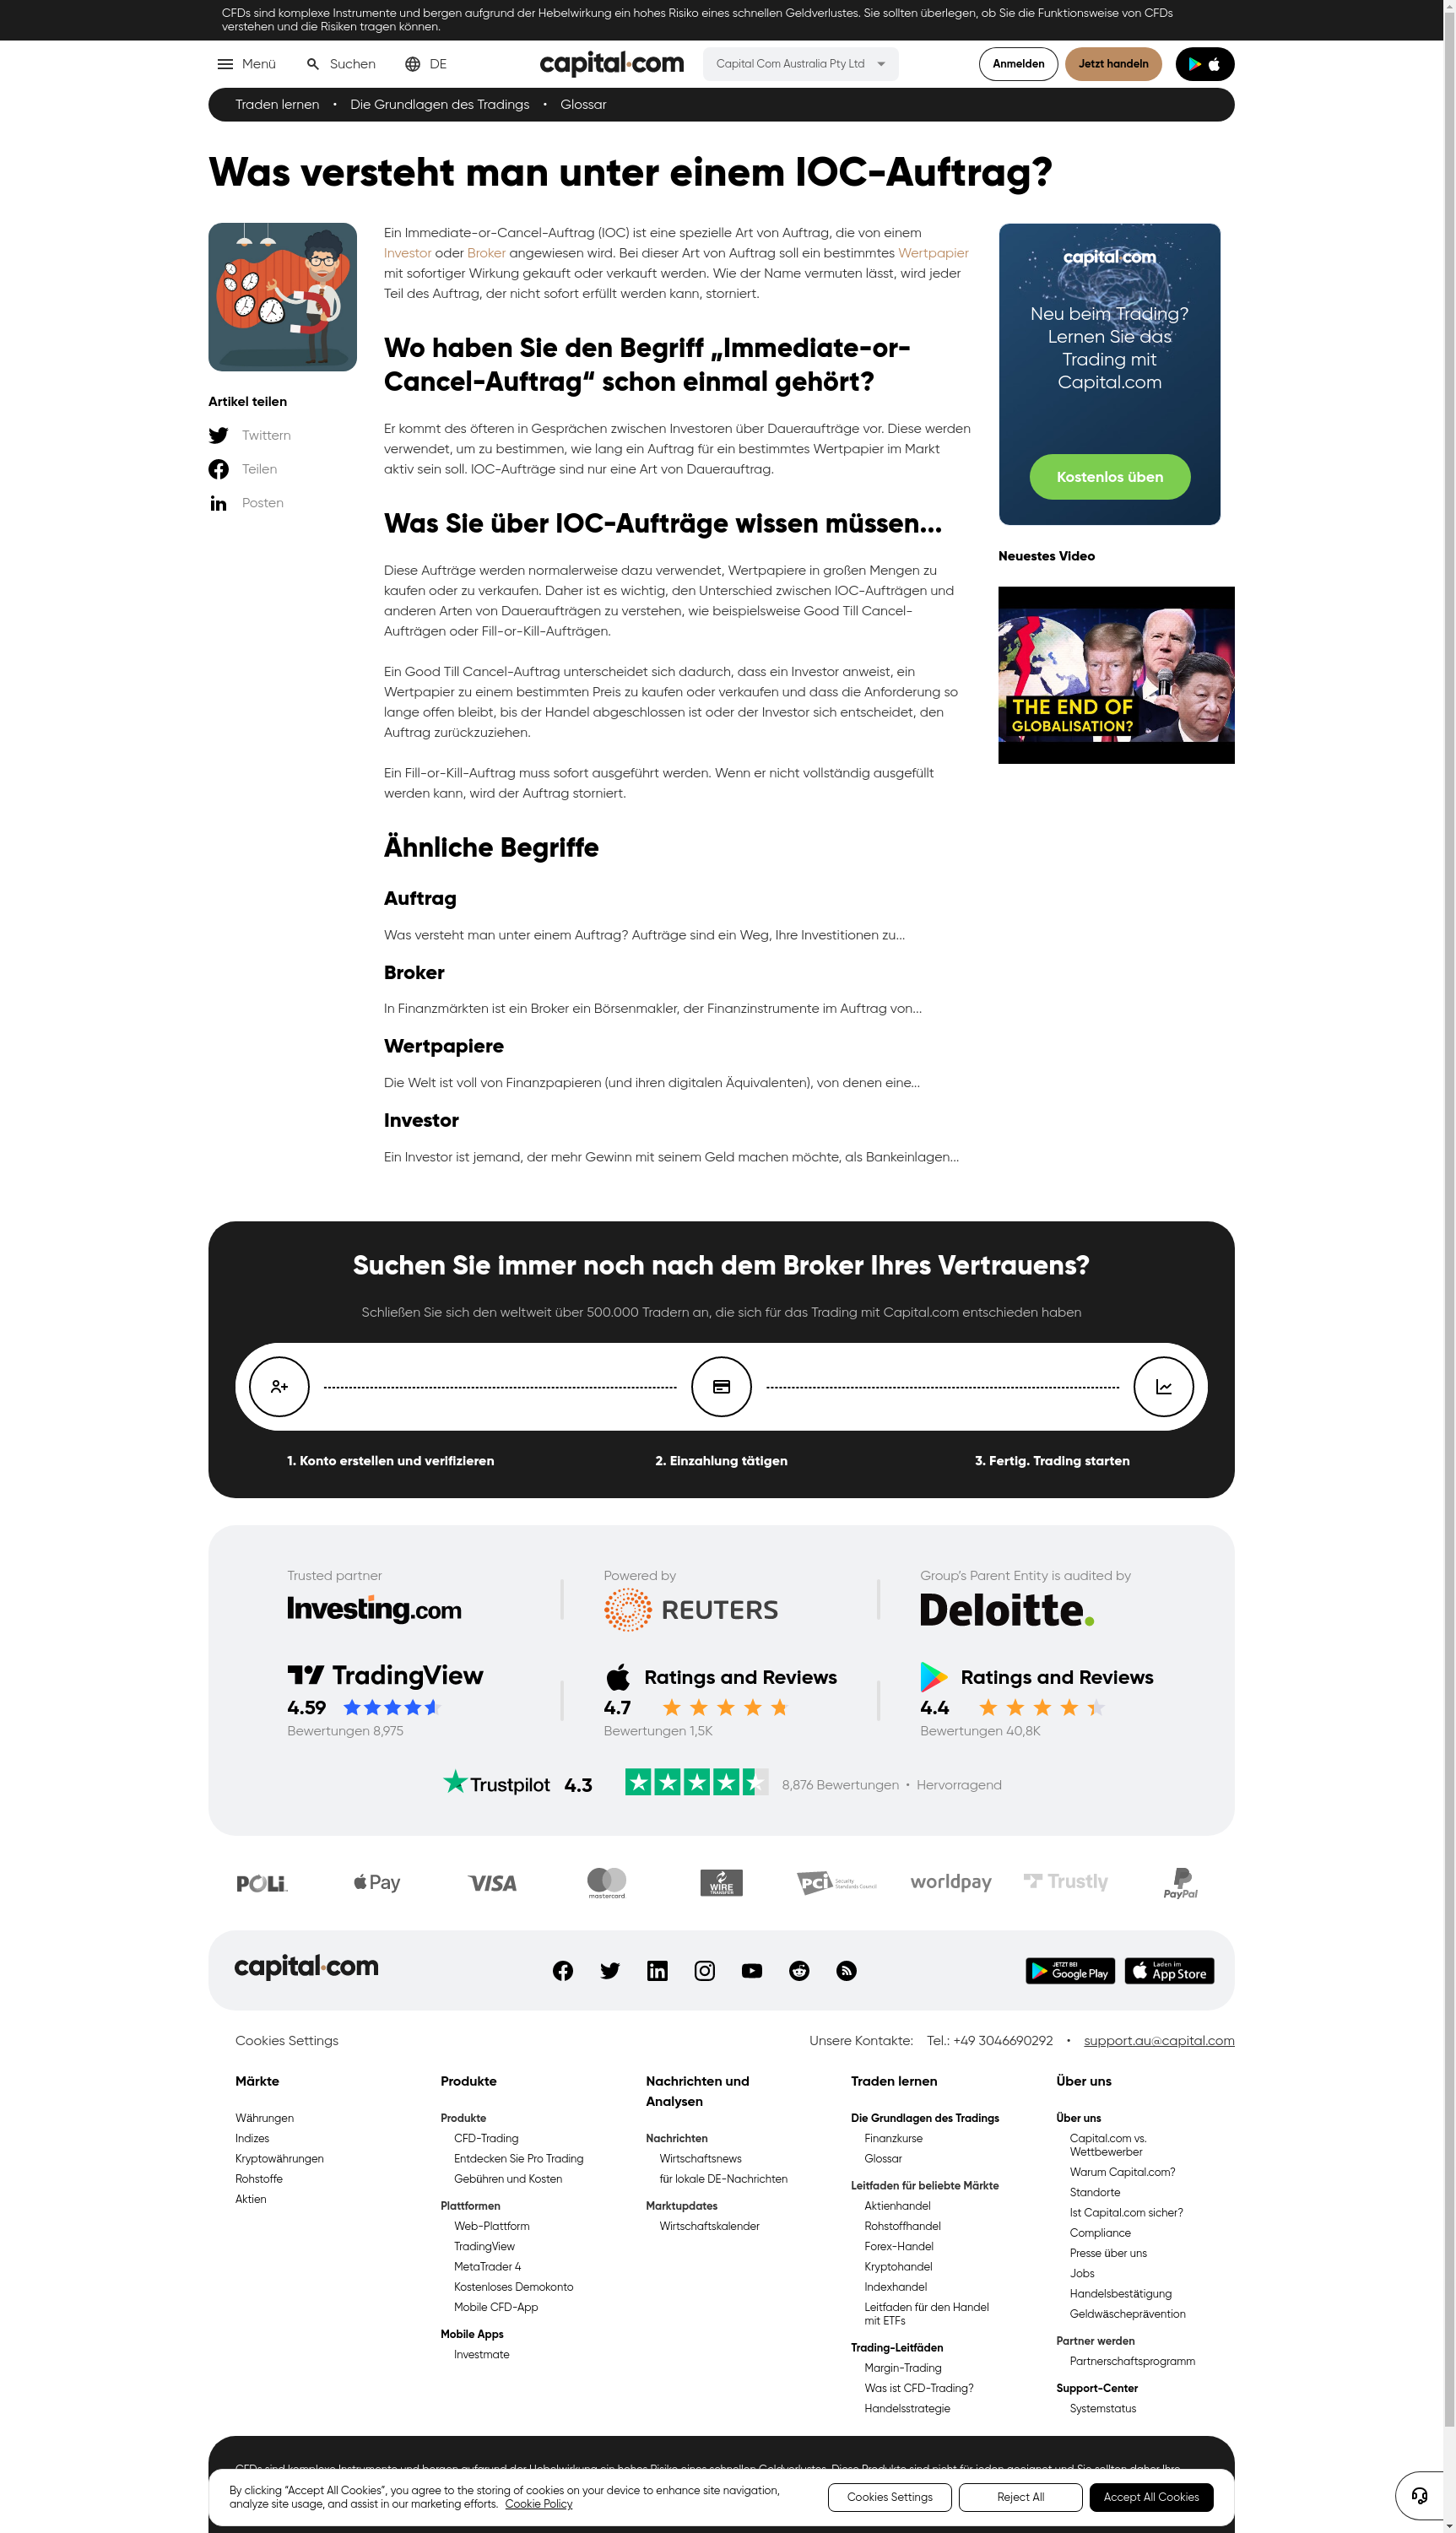 CFDs sind komplexe Instrumente und bergen aufgrund der Hebelwirkung ein hohes Risiko eines schnellen Geldverlustes. Sie sollten überlegen, ob Sie die Funktionsweise von CFDs
verstehen und die Risiken tragen können.
Menü Suchen DE capital.com Capital Com Australia Pty Ltd Anmelden Jetzt handeln
Traden lernen • Die Grundlagen des Tradings • Glossar
Was versteht man unter einem IOC-Auftrag?
Ein Immediate-or-Cancel-Auftrag (IOC) ist eine spezielle Art von Auftrag, die von einem
Investor oder Broker angewiesen wird. Bei dieser Art von Auftrag soll ein bestimmtes Wertpapier
mit sofortiger Wirkung gekauft oder verkauft werden. Wie der Name vermuten lässt, wird jeder
Teil des Auftrag, der nicht sofort erfüllt werden kann, storniert.
Artikel teilen
Twittern
Teilen
Posten
Wo haben Sie den Begriff „Immediate-or-
Cancel-Auftrag“ schon einmal gehört?
Er kommt des öfteren in Gesprächen zwischen Investoren über Daueraufträge vor. Diese werden
verwendet, um zu bestimmen, wie lang ein Auftrag für ein bestimmtes Wertpapier im Markt
aktiv sein soll. IOC-Aufträge sind nur eine Art von Dauerauftrag.
Was Sie über IOC-Aufträge wissen müssen...
Diese Aufträge werden normalerweise dazu verwendet, Wertpapiere in großen Mengen zu
kaufen oder zu verkaufen. Daher ist es wichtig, den Unterschied zwischen IOC-Aufträgen und
anderen Arten von Daueraufträgen zu verstehen, wie beispielsweise Good Till Cancel-
Aufträgen oder Fill-or-Kill-Aufträgen.
Ein Good Till Cancel-Auftrag unterscheidet sich dadurch, dass ein Investor anweist, ein
Wertpapier zu einem bestimmten Preis zu kaufen oder verkaufen und dass die Anforderung so
lange offen bleibt, bis der Handel abgeschlossen ist oder der Investor sich entscheidet, den
Auftrag zurückzuziehen.
Ein Fill-or-Kill-Auftrag muss sofort ausgeführt werden. Wenn er nicht vollständig ausgefüllt
werden kann, wird der Auftrag storniert.
Ähnliche Begriffe
Auftrag
Was versteht man unter einem Auftrag? Aufträge sind ein Weg, Ihre Investitionen zu...
Broker
In Finanzmärkten ist ein Broker ein Börsenmakler, der Finanzinstrumente im Auftrag von...
Wertpapiere
Die Welt ist voll von Finanzpapieren (und ihren digitalen Äquivalenten), von denen eine...
Investor
Ein Investor ist jemand, der mehr Gewinn mit seinem Geld machen möchte, als Bankeinlagen...
capital.com
Neu beim Trading?
Lernen Sie das
Trading mit
Capital.com
Kostenlos üben
Neuestes Video
THE END OF
GLOBALISATION?
Suchen Sie immer noch nach dem Broker Ihres Vertrauens?
Schließen Sie sich den weltweit über 500.000 Tradern an, die sich für das Trading mit Capital.com entschieden haben
1. Konto erstellen und verifizieren 2. Einzahlung tätigen 3. Fertig. Trading starten
Trusted partner Powered by Group’s Parent Entity is audited by
Investing.com REUTERS Deloitte.
TradingView Ratings and Reviews Ratings and Reviews
4.59 4.7 4.4
Bewertungen 8,975 Bewertungen 1,5K Bewertungen 40,8K
Trustpilot 4.3 8,876 Bewertungen • Hervorragend
POLi Pay VISA mastercard WIRE TRANSFER PCI Security Standards Council worldpay Trustly PayPal
capital.com JETZT BEI Google Play Laden im App Store
Cookies Settings Unsere Kontakte: Tel.: +49 3046690292 • support.au@capital.com
Märkte
Währungen
Indizes
Kryptowährungen
Rohstoffe
Aktien
Produkte
Produkte
CFD-Trading
Entdecken Sie Pro Trading
Gebühren und Kosten
Plattformen
Web-Plattform
TradingView
MetaTrader 4
Kostenloses Demokonto
Mobile CFD-App
Mobile Apps
Investmate
Nachrichten und
Analysen
Nachrichten
Wirtschaftsnews
für lokale DE-Nachrichten
Marktupdates
Wirtschaftskalender
Traden lernen
Die Grundlagen des Tradings
Finanzkurse
Glossar
Leitfaden für beliebte Märkte
Aktienhandel
Rohstoffhandel
Forex-Handel
Kryptohandel
Indexhandel
Leitfaden für den Handel
mit ETFs
Trading-Leitfäden
Margin-Trading
Was ist CFD-Trading?
Handelsstrategie
Über uns
Über uns
Capital.com vs.
Wettbewerber
Warum Capital.com?
Standorte
Ist Capital.com sicher?
Compliance
Presse über uns
Jobs
Handelsbestätigung
Geldwäscheprävention
Partner werden
Partnerschaftsprogramm
Support-Center
Systemstatus
CFDs sind komplexe Instrumente und bergen aufgrund der Hebelwirkung ein hohes Risiko eines schnellen Geldverlustes. Diese Produkte sind nicht für jeden geeignet und Sie sollten daher Ihre
By clicking “Accept All Cookies”, you agree to the storing of cookies on your device to enhance site navigation,
analyze site usage, and assist in our marketing efforts. Cookie Policy
Cookies Settings Reject All Accept All Cookies